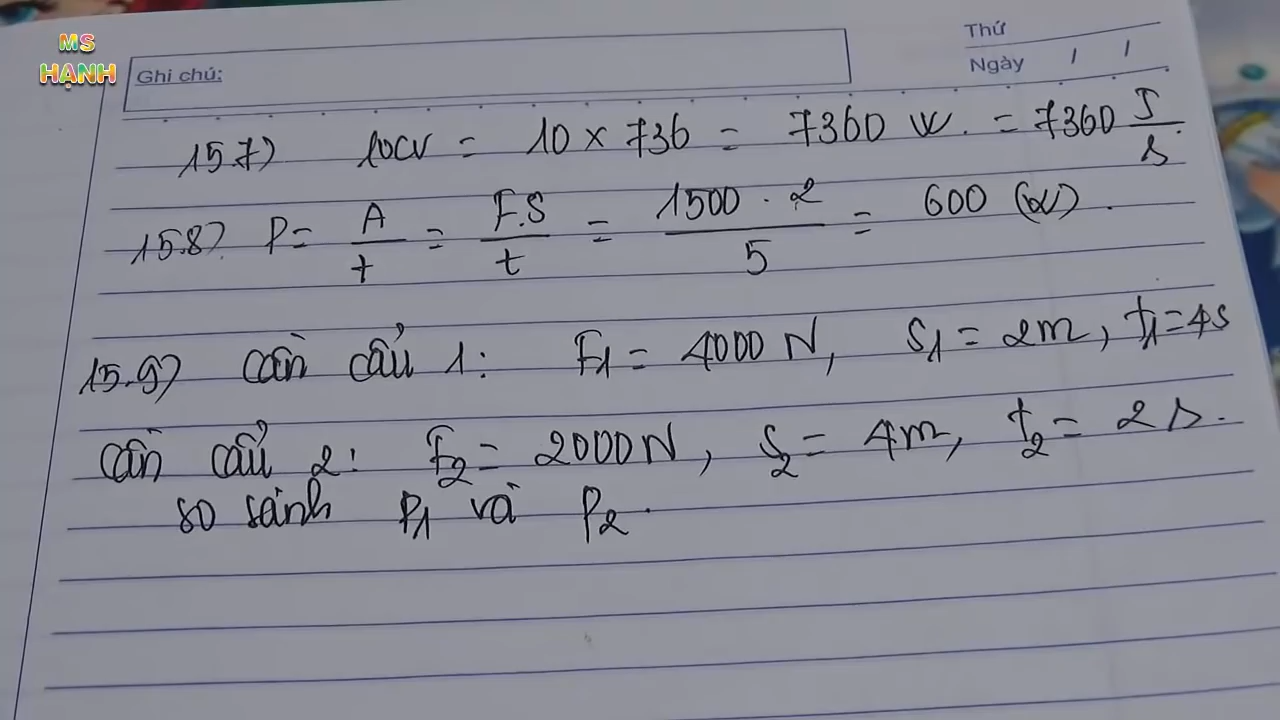 MS
HẠNH
Ghi chú:
Thứ
Ngày / /
15.7) 10CV = 10 × 736 = 7360 W. = 7360 J/s
15.8) P = A/t = F.S/t = 1500 . 2/5 = 600 (W).
15.9) Cần cẩu 1: F1 = 4000 N, S1 = 2m, t1 = 4s
Cần cẩu 2: F2 = 2000N, S2 = 4m, t2 = 2s.
so sánh P1 và P2.